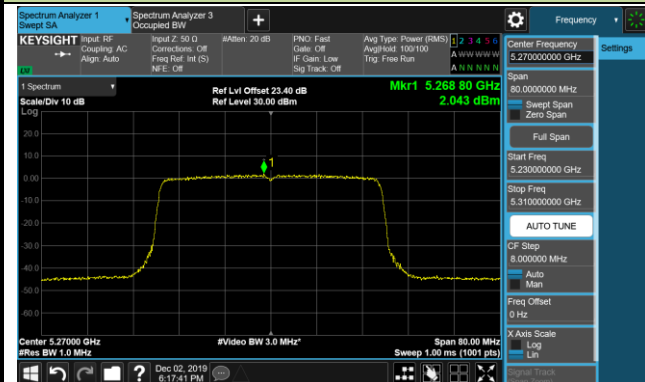 Spectrum Analyzer 1
Swept SA
Spectrum Analyzer 3
Occupied BW
Frequency
KEYSIGHT
Input: RF
Coupling: AC
Align: Auto
Input Z: 50 Ω
Corrections: Off
Freq Ref: Int (S)
NFE: Off
#Atten: 20 dB
PNO: Fast
Gate: Off
IF Gain: Low
Sig Track: Off
Avg Type: Power (RMS)
Avg|Hold: 100/100
Trig: Free Run
1 2 3 4 5 6
A W W W W W
A N N N N N
LV
1 Spectrum
Scale/Div 10 dB
Log
Ref Lvl Offset 23.40 dB
Ref Level 30.00 dBm
Mkr1 5.268 80 GHz
2.043 dBm
20.0
10.0
0.00
-10.0
-20.0
-30.0
-40.0
-50.0
-60.0
1
Center 5.27000 GHz
#Res BW 1.0 MHz
#Video BW 3.0 MHz*
Span 80.00 MHz
Sweep 1.00 ms (1001 pts)
Dec 02, 2019
6:17:41 PM
Center Frequency
5.270000000 GHz
Settings
Span
80.0000000 MHz
Swept Span
Zero Span
Full Span
Start Freq
5.230000000 GHz
Stop Freq
5.310000000 GHz
AUTO TUNE
CF Step
8.000000 MHz
Auto
Man
Freq Offset
0 Hz
X Axis Scale
Log
Lin
Signal Track